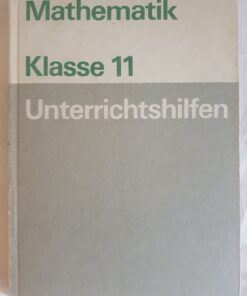 Mathematik
Klasse 11
Unterrichtshilfen